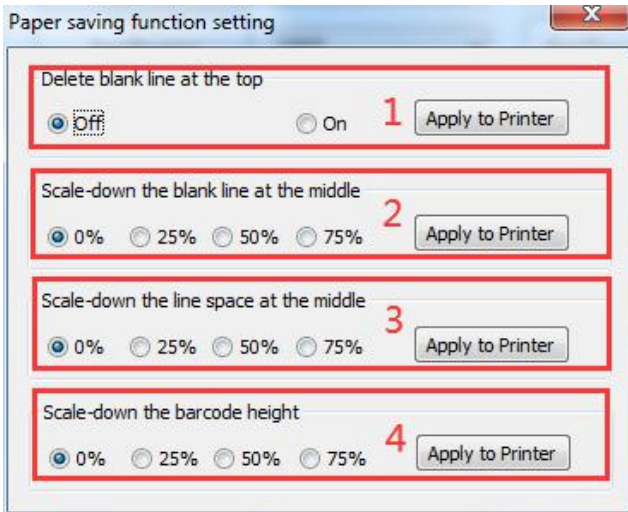 Paper saving function setting
Delete blank line at the top
Off On 1 Apply to Printer
Scale-down the blank line at the middle
0% 25% 50% 75% 2 Apply to Printer
Scale-down the line space at the middle
0% 25% 50% 75% 3 Apply to Printer
Scale-down the barcode height
0% 25% 50% 75% 4 Apply to Printer